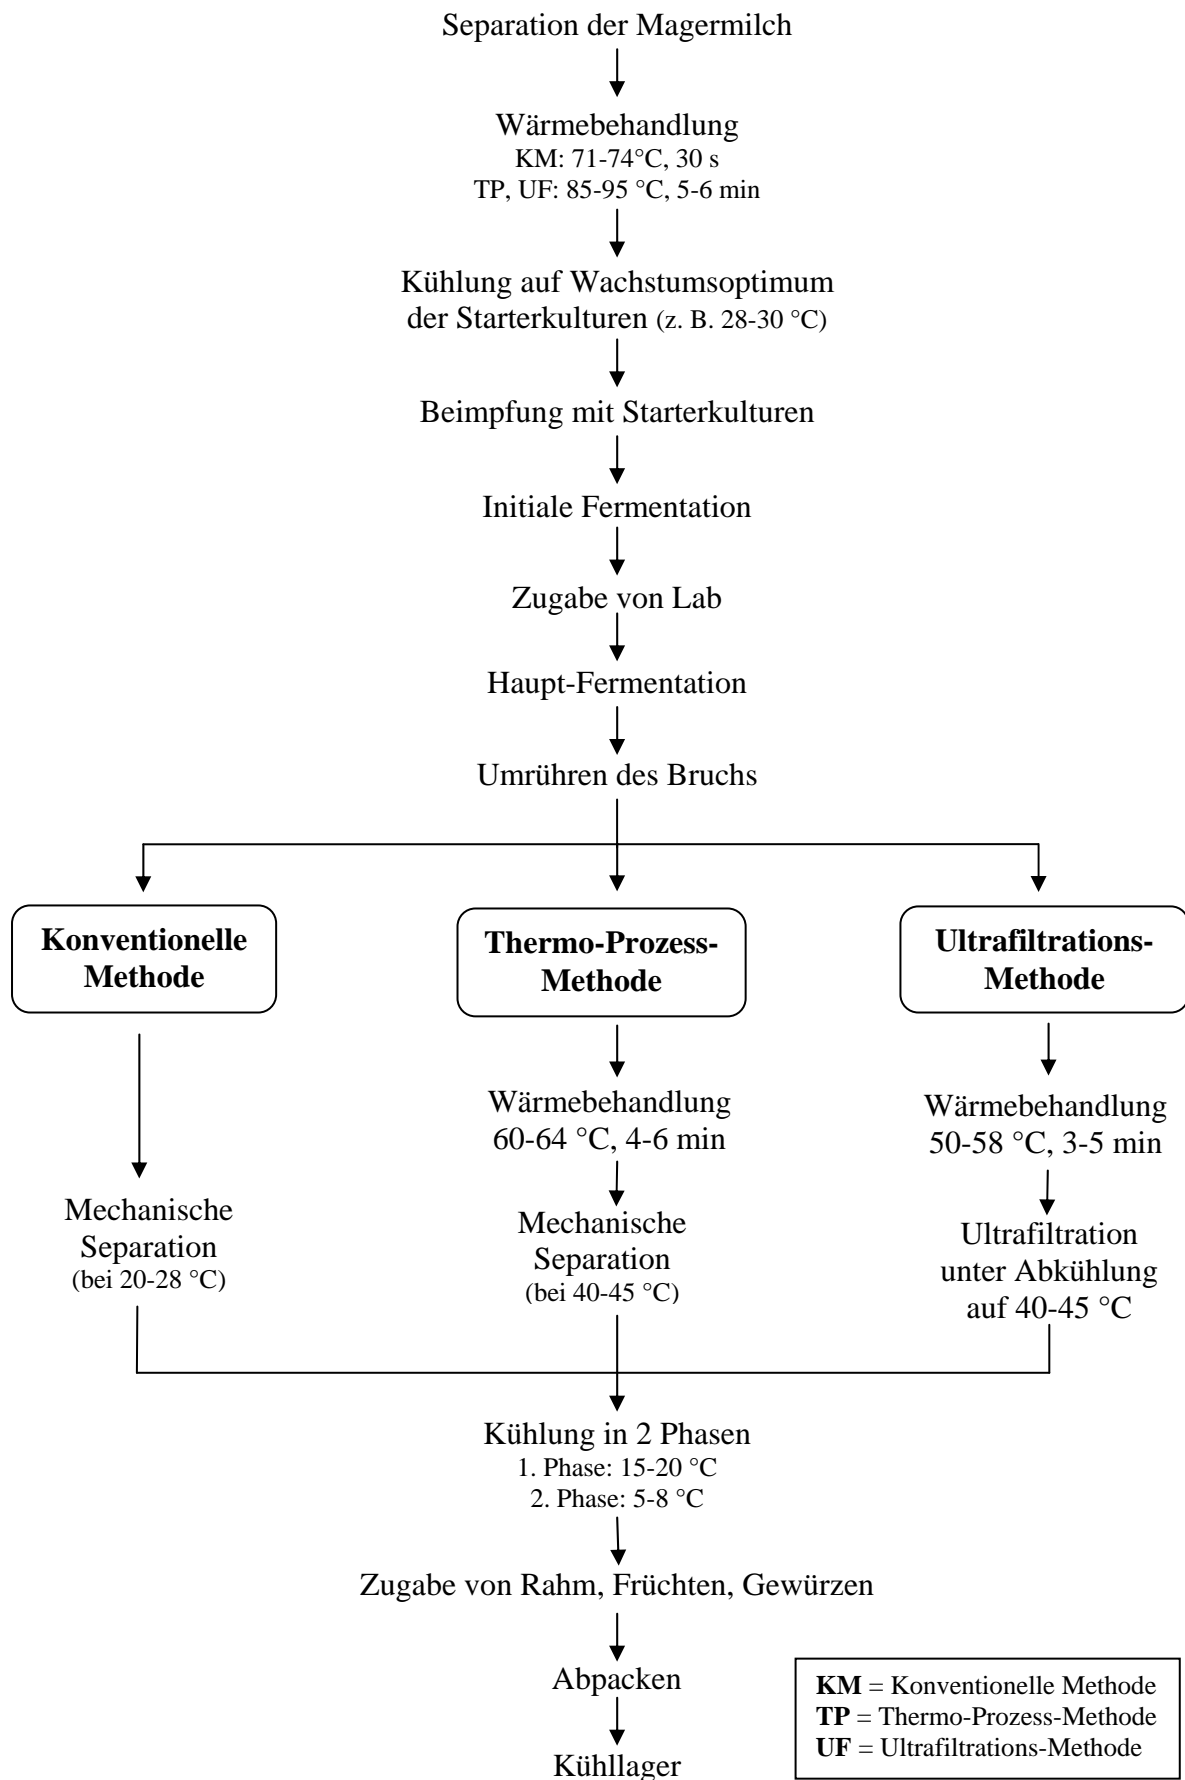 Separation der Magermilch
Wärmebehandlung
KM: 71-74°C, 30 s
TP, UF: 85-95 °C, 5-6 min
Kühlung auf Wachstumsoptimum
der Starterkulturen (z. B. 28-30 °C)
Beimpfung mit Starterkulturen
Initiale Fermentation
Zugabe von Lab
Haupt-Fermentation
Umrühren des Bruchs
Konventionelle
Methode
Mechanische
Separation
(bei 20-28 °C)
Thermo-Prozess-
Methode
Wärmebehandlung
60-64 °C, 4-6 min
Mechanische
Separation
(bei 40-45 °C)
Ultrafiltrations-
Methode
Wärmebehandlung
50-58 °C, 3-5 min
Ultrafiltration
unter Abkühlung
auf 40-45 °C
Kühlung in 2 Phasen
1. Phase: 15-20 °C
2. Phase: 5-8 °C
Zugabe von Rahm, Früchten, Gewürzen
Abpacken
Kühllager
KM = Konventionelle Methode
TP = Thermo-Prozess-Methode
UF = Ultrafiltrations-Methode